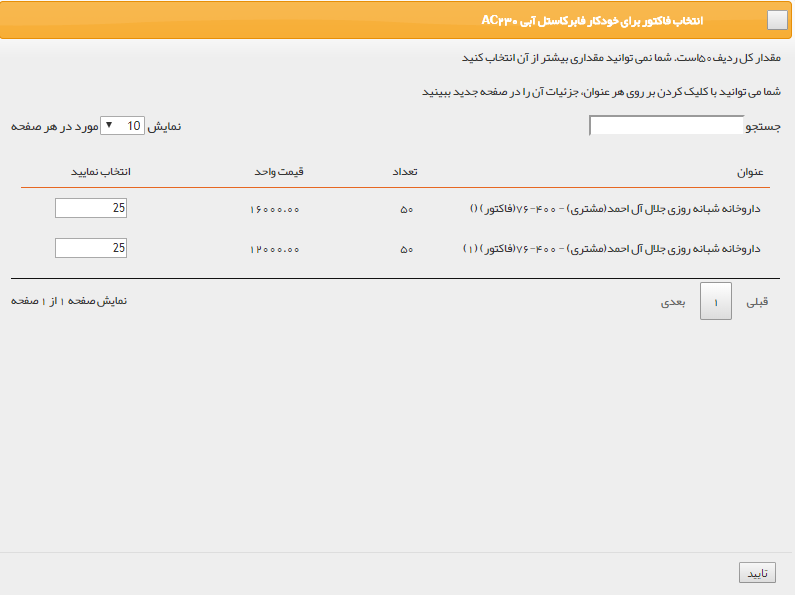 انتخاب فاکتور برای خودکار فابرکاستل آبی AC۲۳۰
مقدار کل ردیف ۵۰است. شما نمی توانید مقداری بیشتر از آن انتخاب کنید
شما می توانید با کلیک کردن بر روی هر عنوان، جزئیات آن را در صفحه جدید ببینید
جستجو نمایش 10 مورد در هر صفحه
عنوان تعداد قیمت واحد انتخاب نمایید
داروخانه شبانه روزی جلال آل احمد(مشتری) - ۴۰۰-۷۶(فاکتور) () ۵۰ ۱۶۰۰۰.۰۰ 25
داروخانه شبانه روزی جلال آل احمد(مشتری) - ۴۰۰-۷۶(فاکتور) (۱) ۵۰ ۱۲۰۰۰.۰۰ 25
قبلی ۱ بعدی نمایش صفحه ۱ از ۱ صفحه
تایید